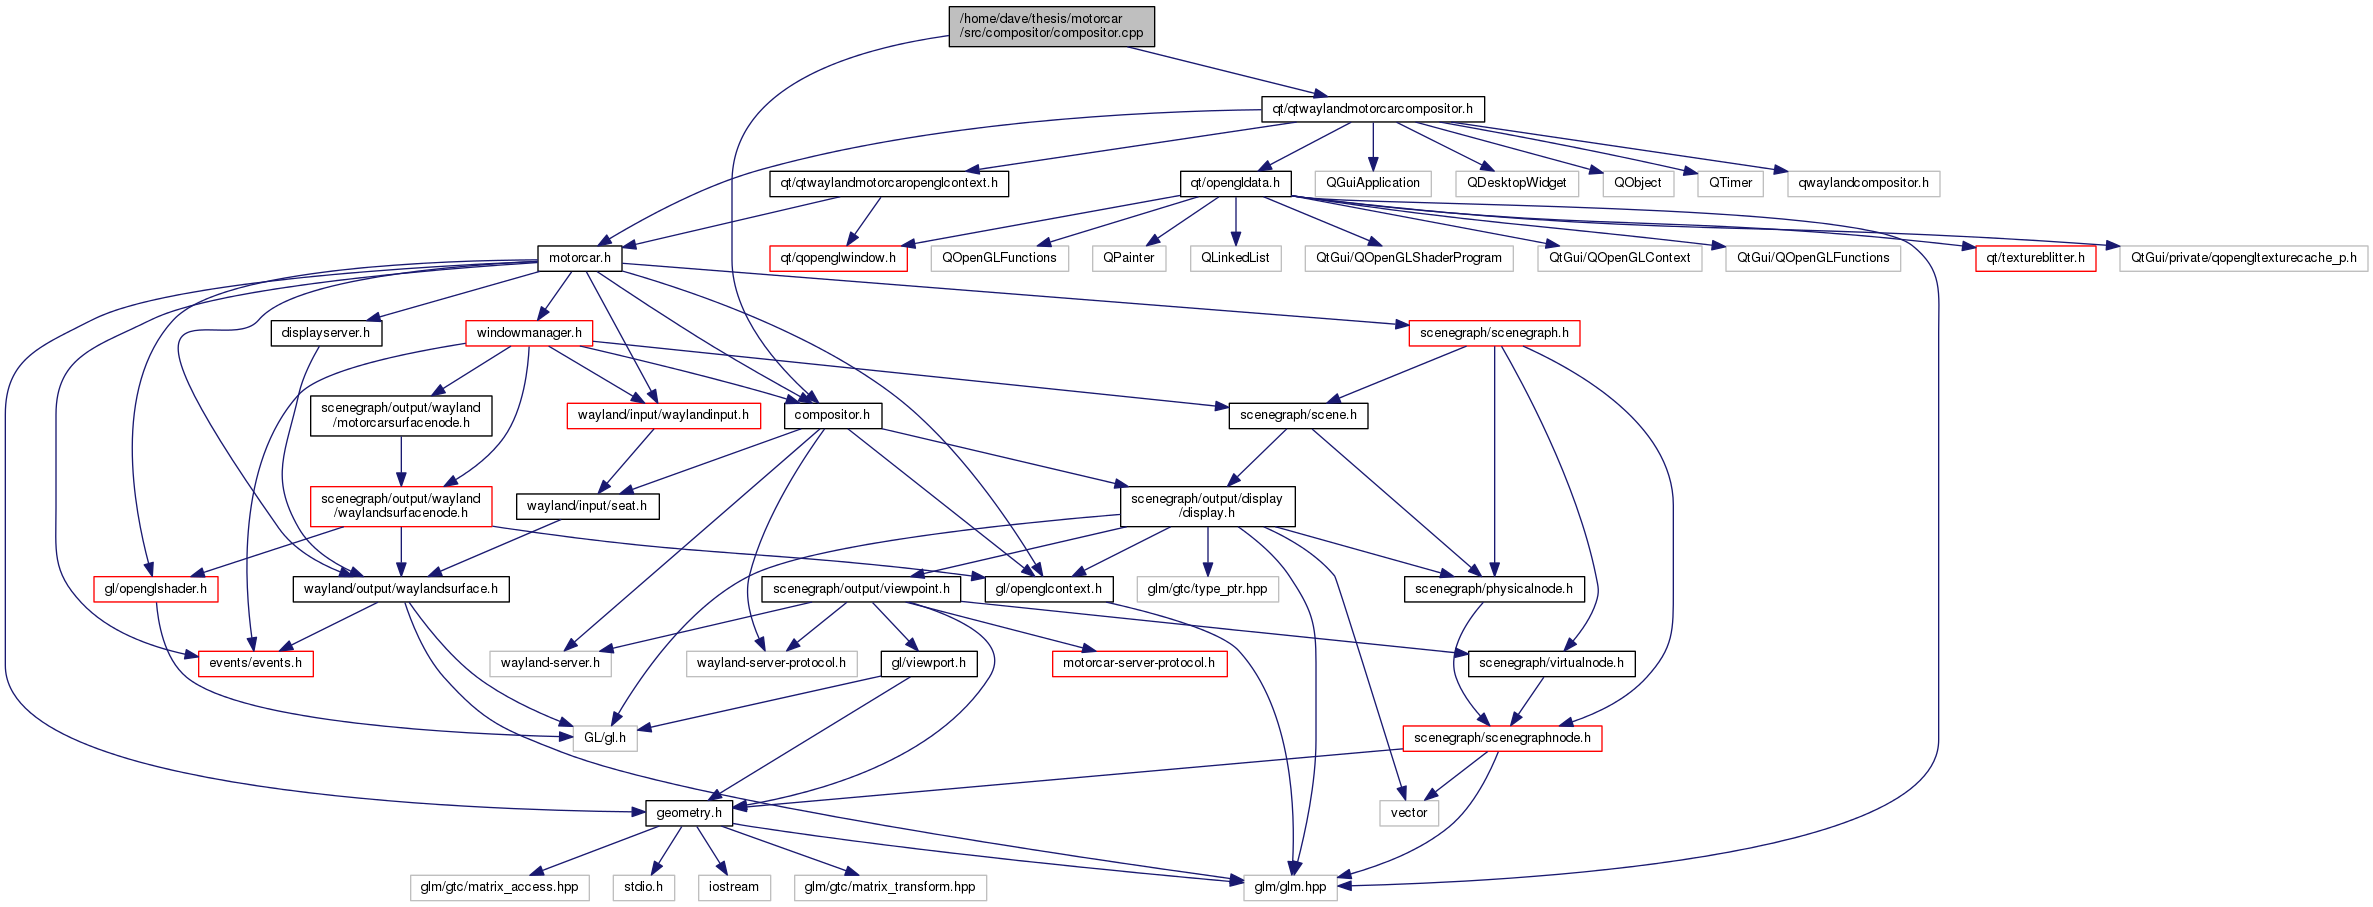 /home/dave/thesis/motorcar
/src/compositor/compositor.cpp
qt/qtwaylandmotorcarcompositor.h
qt/qtwaylandmotorcaropenglcontext.h
qt/opengldata.h
QGuiApplication
QDesktopWidget
QObject
QTimer
qwaylandcompositor.h
motorcar.h
qt/qopenglwindow.h
QOpenGLFunctions
QPainter
QLinkedList
QtGui/QOpenGLShaderProgram
QtGui/QOpenGLContext
QtGui/QOpenGLFunctions
qt/textureblitter.h
QtGui/private/qopengltexturecache_p.h
displayserver.h
windowmanager.h
scenegraph/scenegraph.h
scenegraph/output/wayland
/motorcarsurfacenode.h
wayland/input/waylandinput.h
compositor.h
scenegraph/scene.h
scenegraph/output/wayland
/waylandsurfacenode.h
wayland/input/seat.h
scenegraph/output/display
/display.h
gl/openglshader.h
wayland/output/waylandsurface.h
scenegraph/output/viewpoint.h
gl/openglcontext.h
glm/gtc/type_ptr.hpp
scenegraph/physicalnode.h
events/events.h
wayland-server.h
wayland-server-protocol.h
gl/viewport.h
motorcar-server-protocol.h
scenegraph/virtualnode.h
GL/gl.h
scenegraph/scenegraphnode.h
geometry.h
vector
glm/gtc/matrix_access.hpp
stdio.h
iostream
glm/gtc/matrix_transform.hpp
glm/glm.hpp